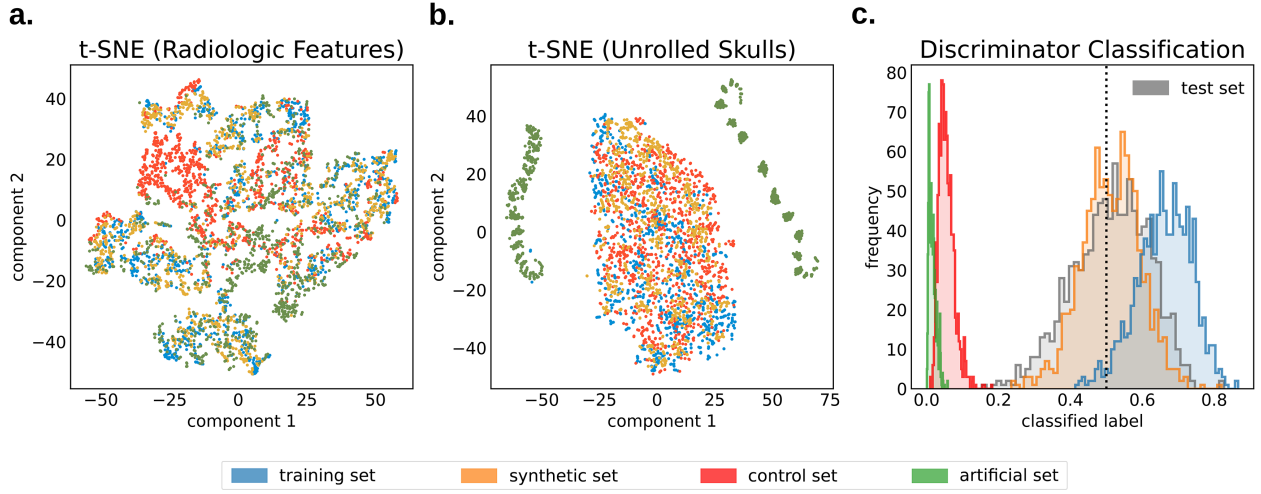 a.
t-SNE (Radiologic Features)
component 2
40
20
0
−20
−40
−50
−25
0
25
50
component 1
b.
t-SNE (Unrolled Skulls)
component 2
40
20
0
−20
−40
−50
−25
0
25
50
75
component 1
c.
Discriminator Classification
frequency
80
70
60
50
40
30
20
10
0
test set
0.0
0.2
0.4
0.6
0.8
classified label
training set
synthetic set
control set
artificial set